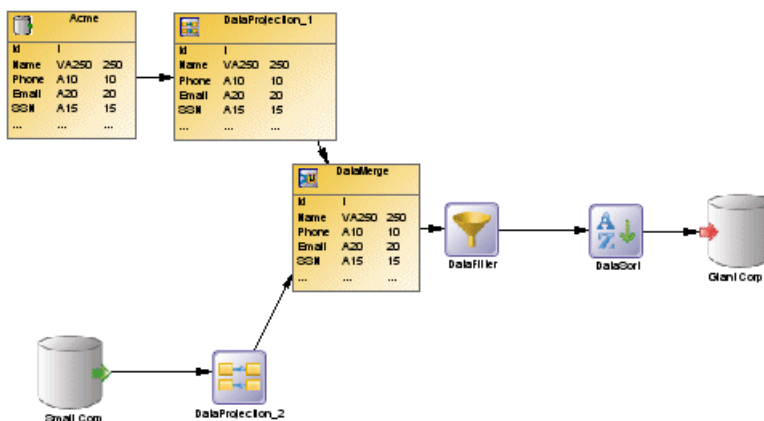 Acme
Id I
Name VA250 250
Phone A10 10
Email A20 20
SSN A15 15
... ... ...
DataProjection_1
Id I
Name VA250 250
Phone A10 10
Email A20 20
SSN A15 15
... ... ...
DataMerge
Id I
Name VA250 250
Phone A10 10
Email A20 20
SSN A15 15
... ... ...
DataFilter
A
Z
DataSort
Giant Corp
Small Corp
DataProjection_2